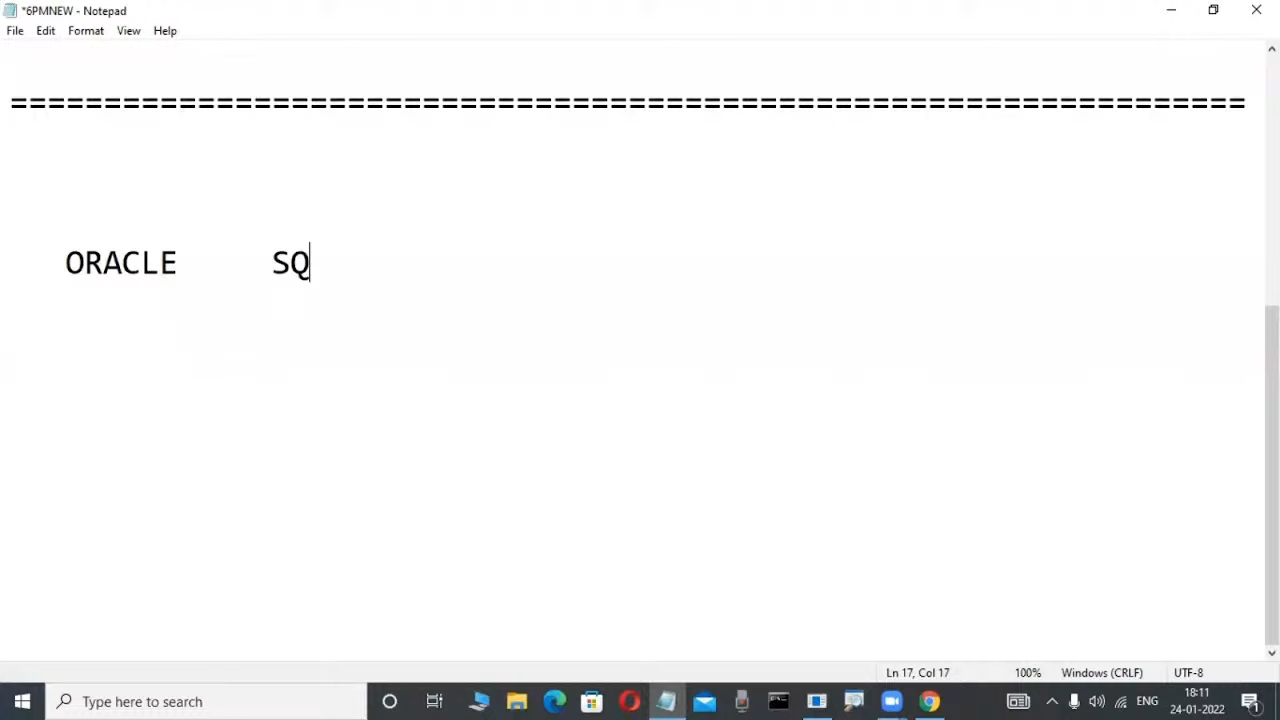 *6PMNEW - Notepad
File Edit Format View Help
==================================================================
ORACLE SQ
Ln 17, Col 17 100% Windows (CRLF) UTF-8
Type here to search
ENG
18:11
24-01-2022
1